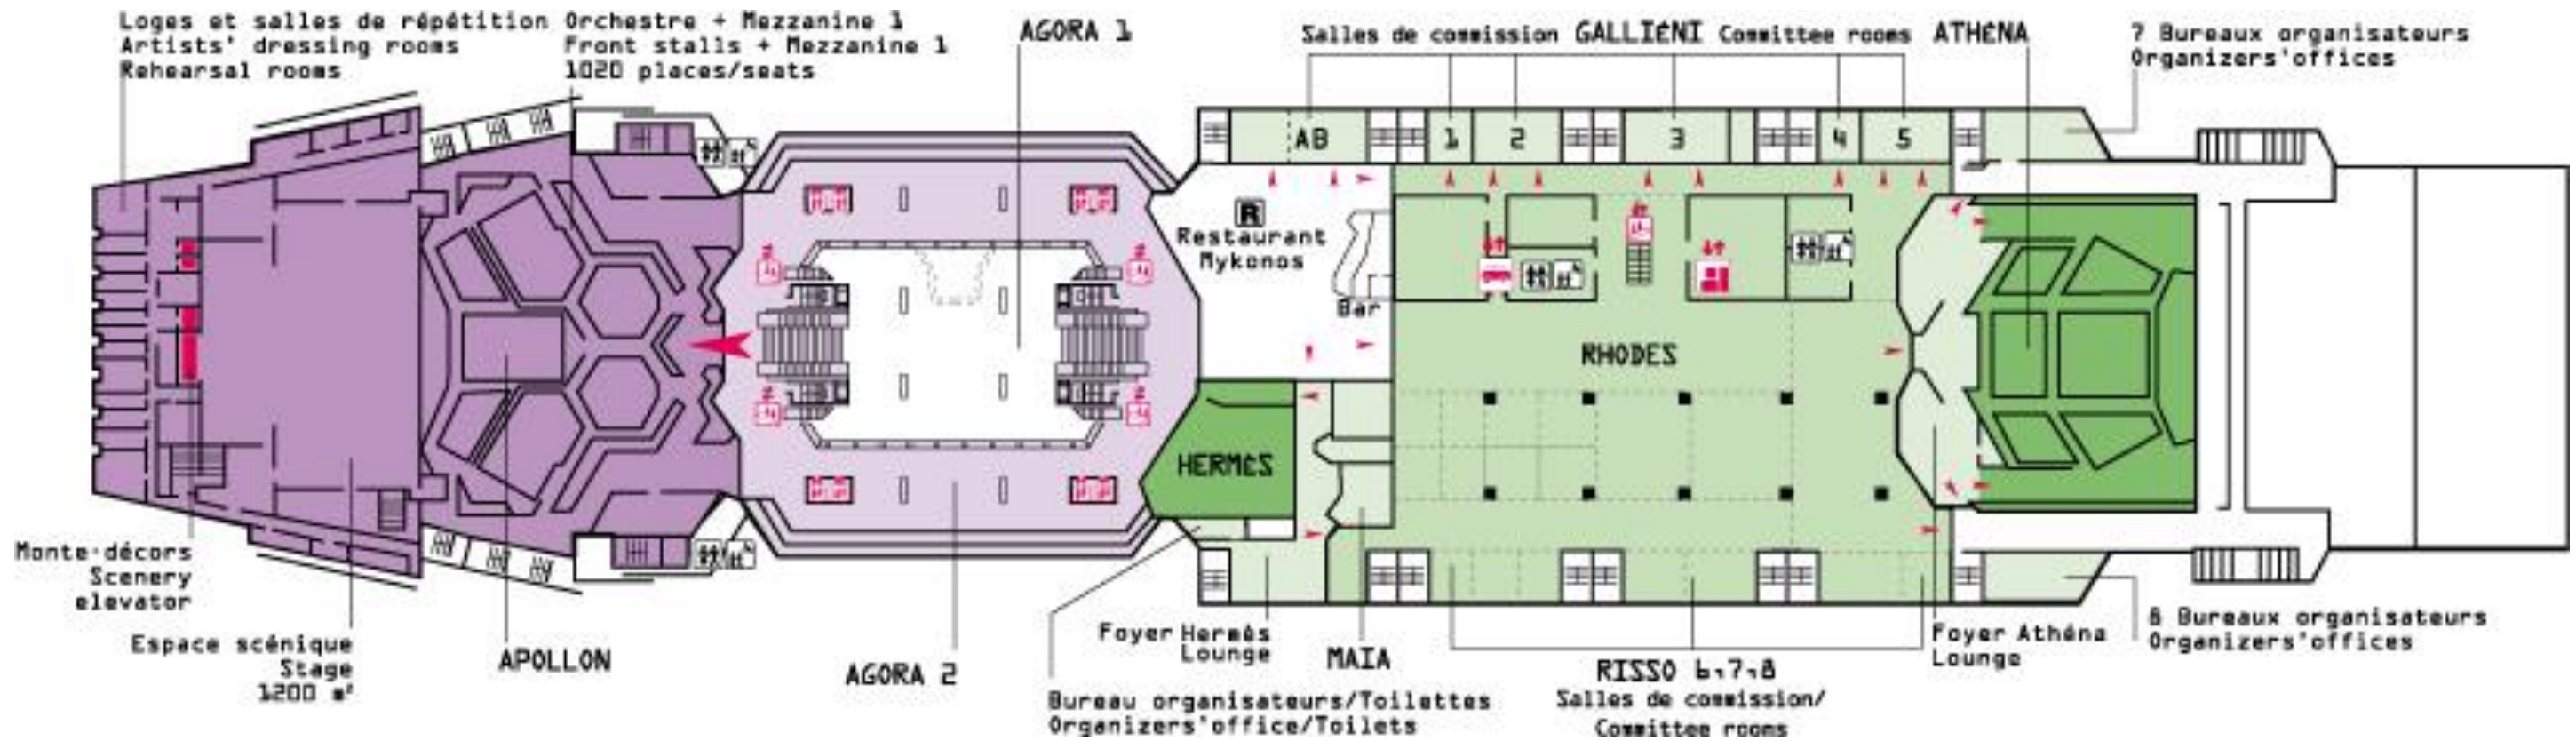 Loges et salles de répétition
Artists' dressing rooms
Rehearsal rooms
Orchestre + Mezzanine 1
Front stalls + Mezzanine 1
1020 places/seats
AGORA 1
Salles de commission GALLIÉNI Committee rooms
ATHÉNA
7 Bureaux organisateurs
Organizers'offices
AB
1
2
3
4
5
R
Restaurant
Mykonos
Bar
RHODES
HERMÈS
Monte-décors
Scenery
elevator
Espace scénique
Stage
1200 m²
APOLLON
AGORA 2
Bureau organisateurs/Toilettes
Organizers'office/Toilets
Foyer Hermès
Lounge
MAIA
RISSO 6,7,8
Salles de commission/
Committee rooms
Foyer Athéna
Lounge
6 Bureaux organisateurs
Organizers'offices